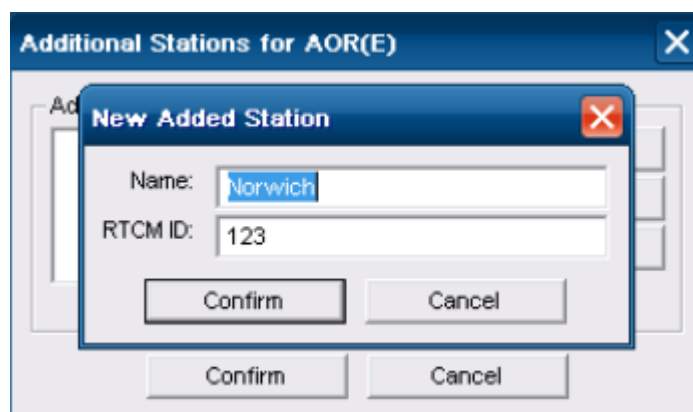 Additional Stations for AOR(E)
Ad
New Added Station
Name: Norwich
RTCM ID: 123
Confirm Cancel
Confirm Cancel